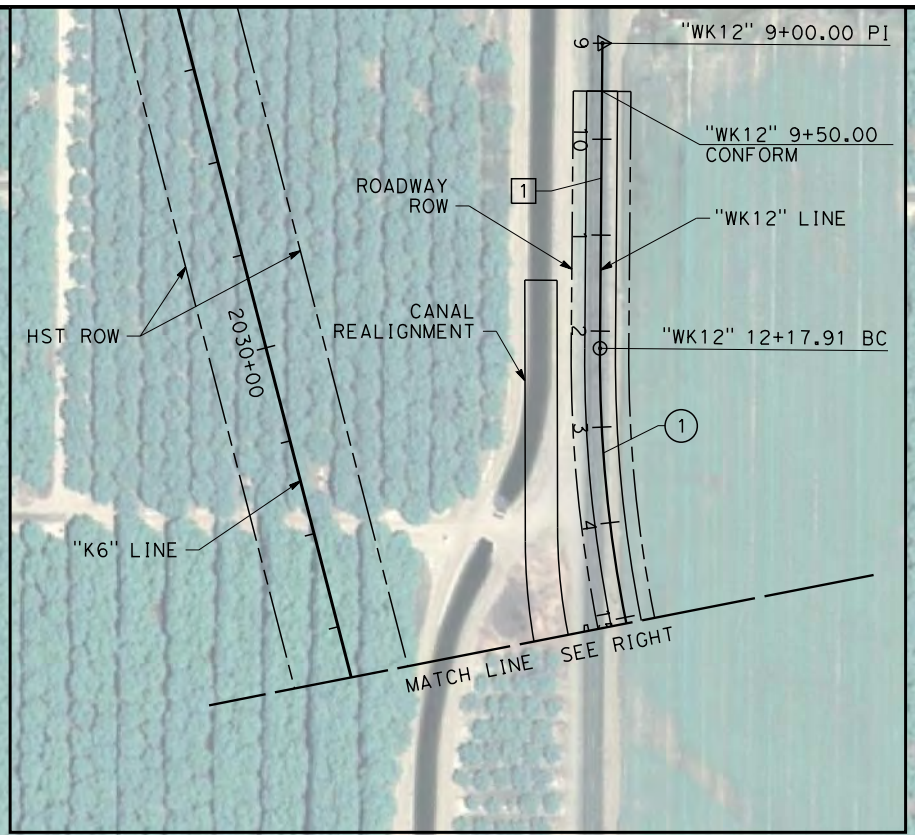 "WK12" 9+00.00 PI
9
"WK12" 9+50.00
CONFORM
10
1
ROADWAY
ROW
"WK12" LINE
1
CANAL
REALIGNMENT
HST ROW
2030+00
2
"WK12" 12+17.91 BC
3
1
4
"K6" LINE
MATCH LINE SEE RIGHT